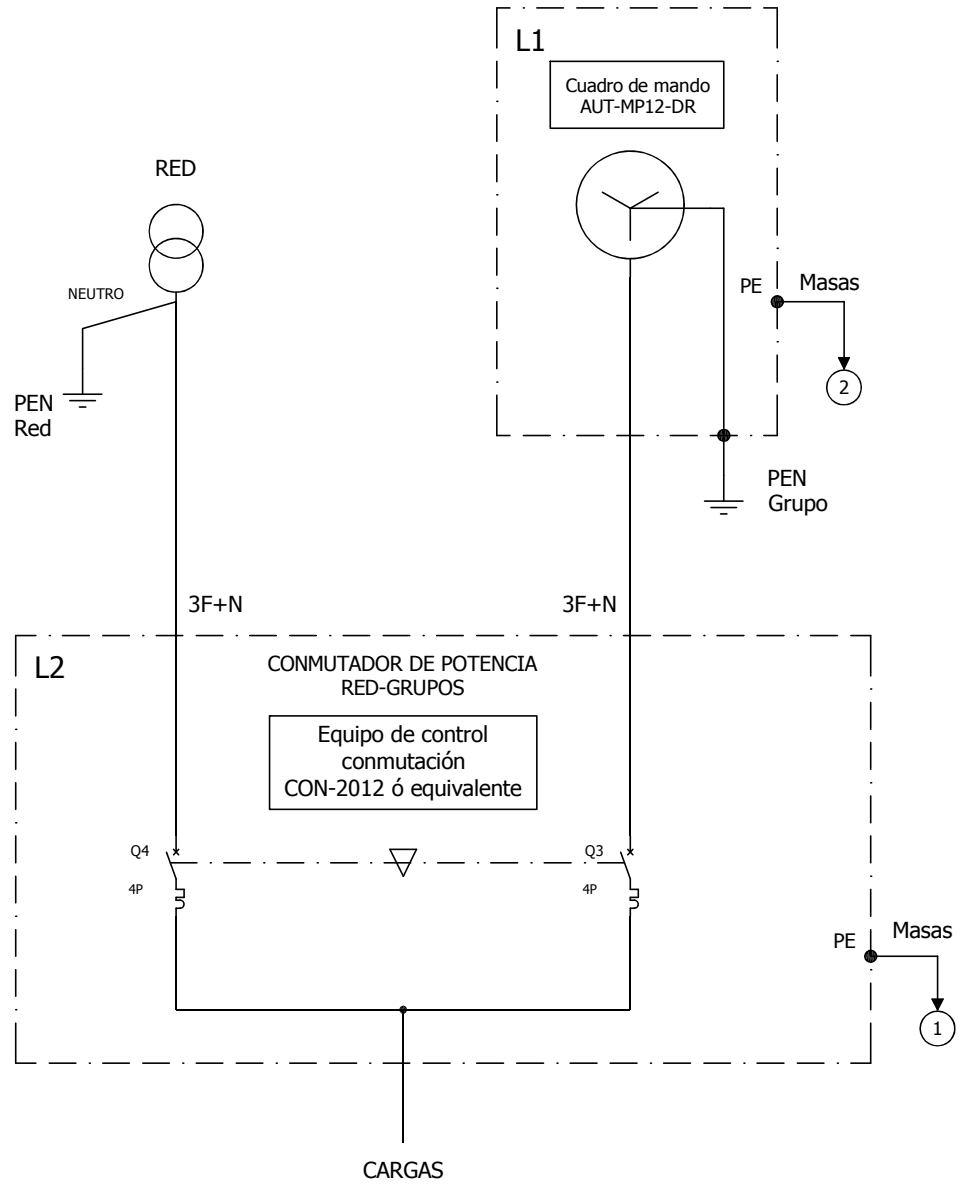 L1
Cuadro de mando
AUT-MP12-DR
RED
NEUTRO
PEN
Red
PE
Masas
2
PEN
Grupo
3F+N
3F+N
L2
CONMUTADOR DE POTENCIA
RED-GRUPOS
Equipo de control
conmutación
CON-2012 ó equivalente
Q4
4P
Q3
4P
PE
Masas
1
CARGAS